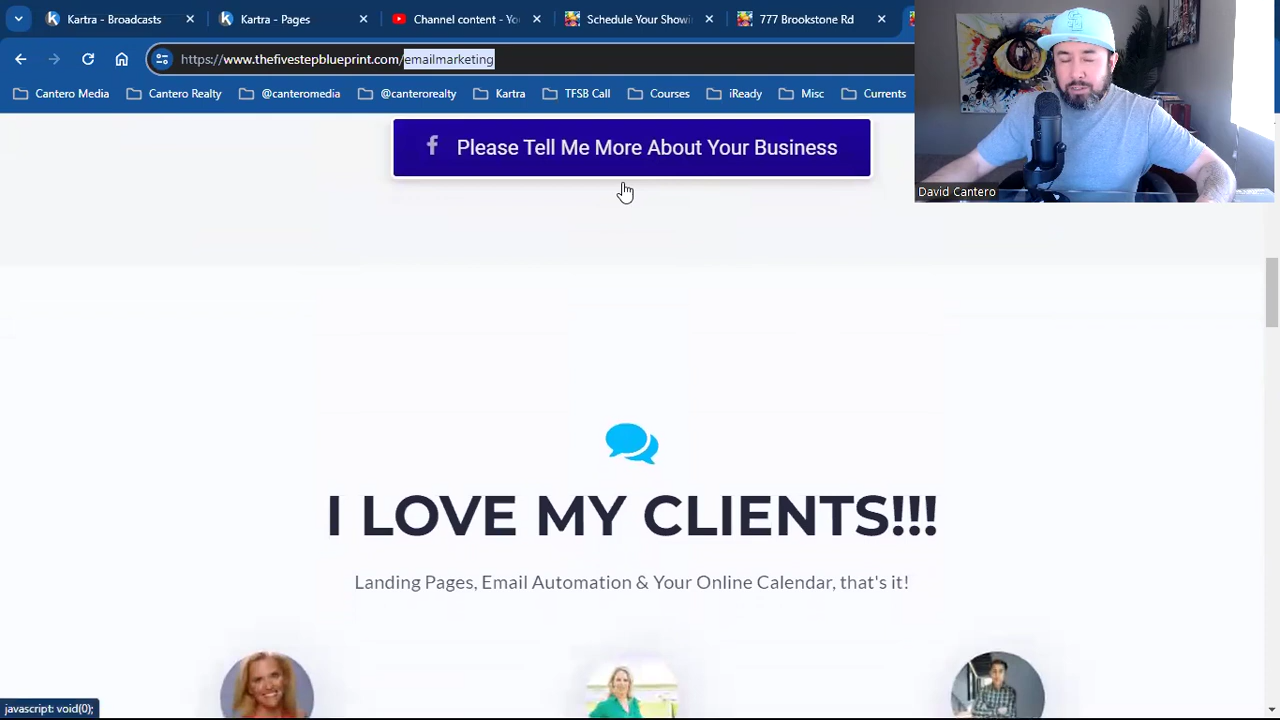 Kartra - Broadcasts
Kartra - Pages
Channel content - Yo
Schedule Your Showi
777 Brookstone Rd
https://www.thefivestepblueprint.com/emailmarketing
Cantero Media
Cantero Realty
@canteromedia
@canterorealty
Kartra
TFSB Call
Courses
iReady
Misc
Currents
Please Tell Me More About Your Business
David Cantero
I LOVE MY CLIENTS!!!
Landing Pages, Email Automation & Your Online Calendar, that's it!
javascript: void(0);